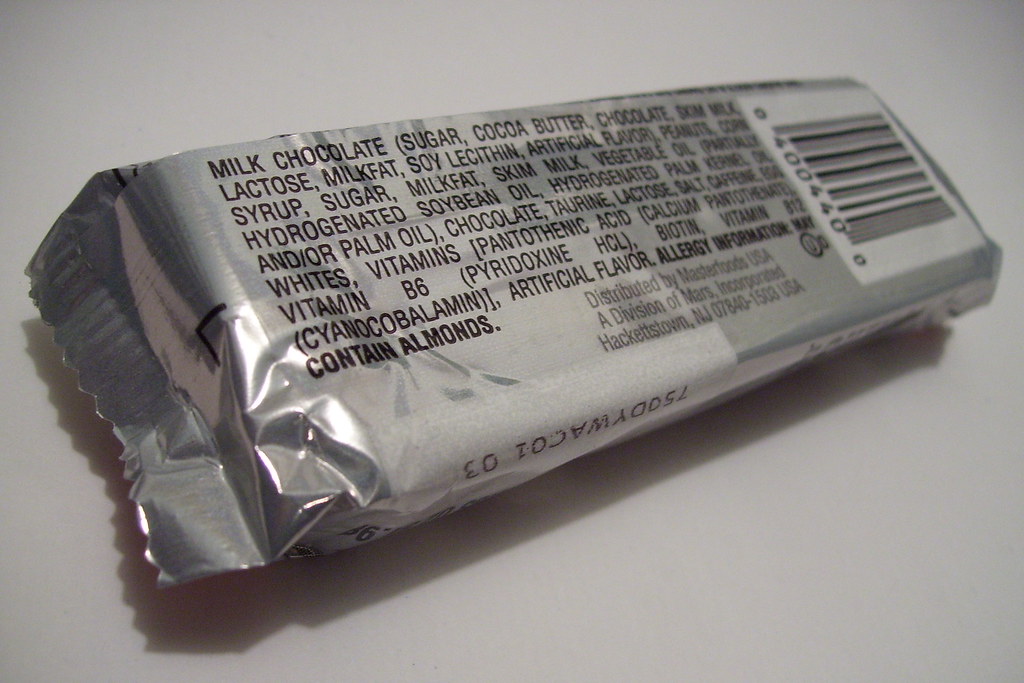 MILK CHOCOLATE (SUGAR, COCOA BUTTER, CHOCOLATE, SKIM MILK,
LACTOSE, MILKFAT, SOY LECITHIN, ARTIFICIAL FLAVOR), PEANUTS, CORN
SYRUP, SUGAR, MILKFAT, SKIM MILK, VEGETABLE OIL (PARTIALLY
HYDROGENATED SOYBEAN OIL, HYDROGENATED PALM KERNEL OIL
AND/OR PALM OIL), CHOCOLATE, TAURINE, LACTOSE, SALT, CAFFEINE, EGG
WHITES, VITAMINS [PANTOTHENIC ACID (CALCIUM PANTOTHENATE),
VITAMIN B6 (PYRIDOXINE HCL), BIOTIN, VITAMIN B12
(CYANOCOBALAMIN)], ARTIFICIAL FLAVOR. ALLERGY INFORMATION: MAY
CONTAIN ALMONDS.
Distributed by Masterfoods USA
A Division of Mars, Incorporated
Hackettstown, NJ 07840-1503 USA
0 400440 0
750DYWAC01 03